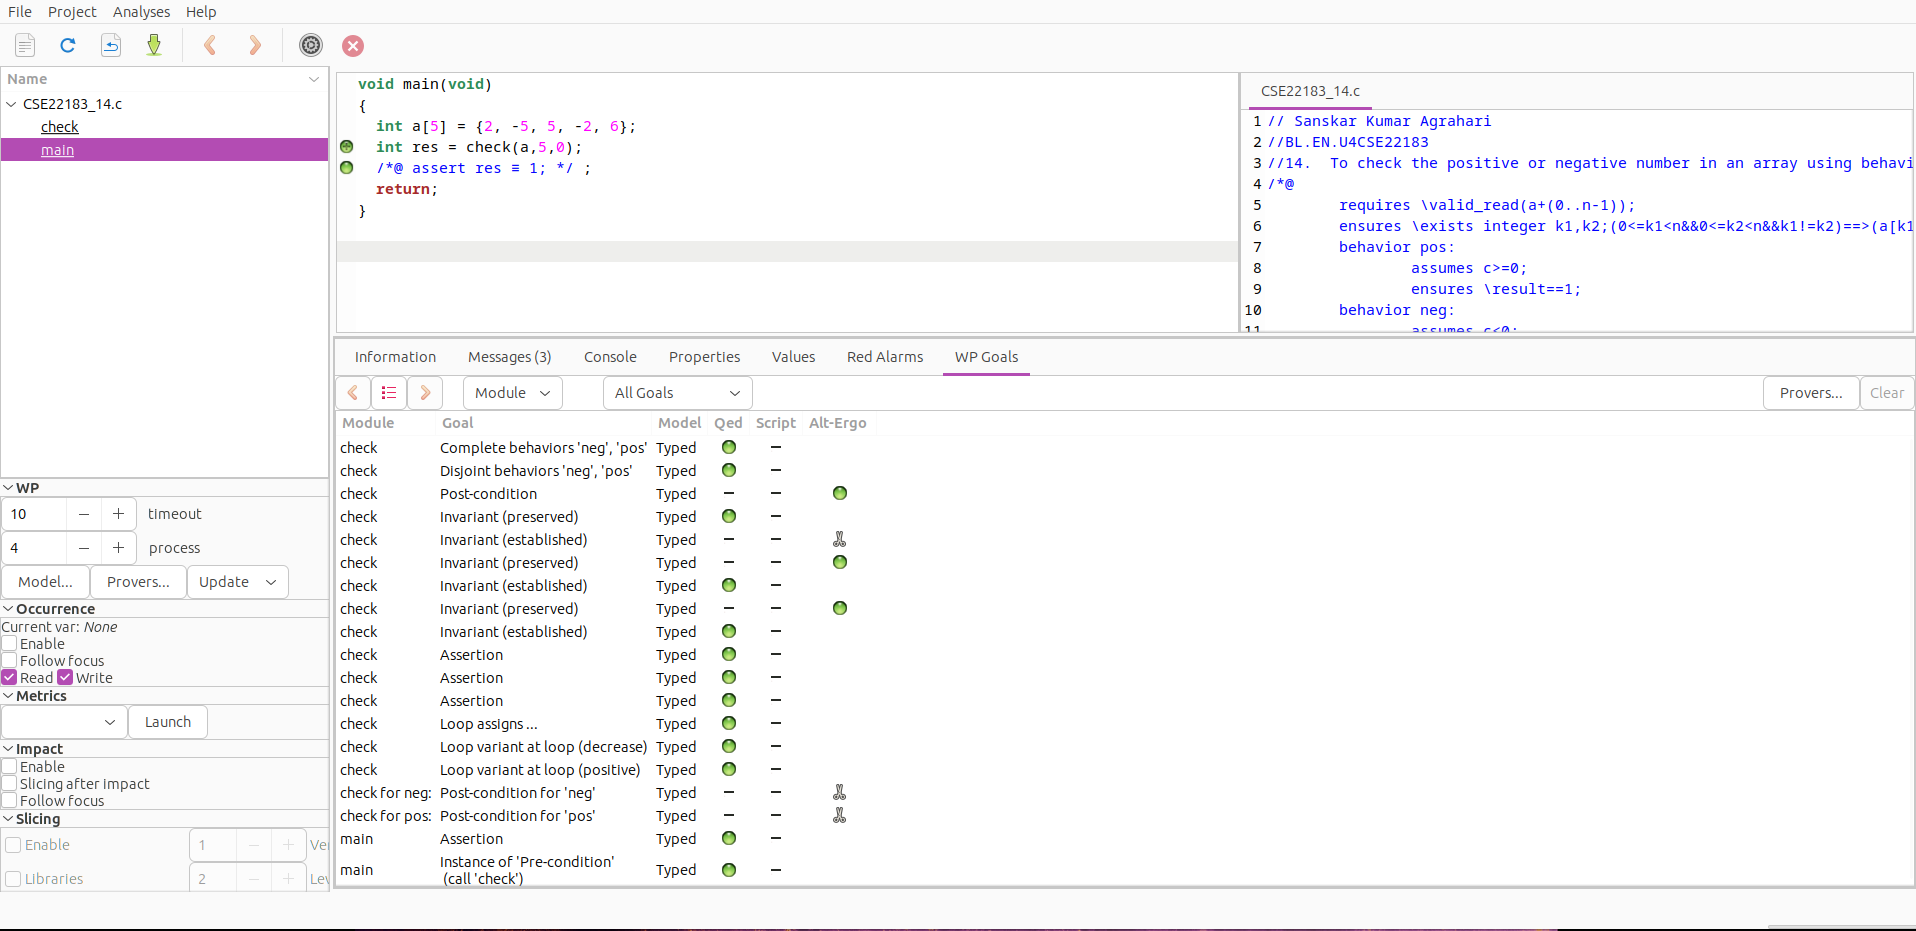 File Project Analyses Help
Name
CSE22183_14.c
check
main
void main(void)
{
int a[5] = {2, -5, 5, -2, 6};
int res = check(a,5,0);
/*@ assert res ≡ 1; */ ;
return;
}
CSE22183_14.c
1 // Sanskar Kumar Agrahari
2 //BL.EN.U4CSE22183
3 //14. To check the positive or negative number in an array using behavi
4 /*@
5 requires \valid_read(a+(0..n-1));
6 ensures \exists integer k1,k2;(0<=k1<n&&0<=k2<n&&k1!=k2)==>(a[k1
7 behavior pos:
8 assumes c>=0;
9 ensures \result==1;
10 behavior neg:
11 assumes c<0;
WP
10 − + timeout
4 − + process
Model... Provers... Update
Occurrence
Current var: None
Enable
Follow focus
Read Write
Metrics
Launch
Impact
Enable
Slicing after impact
Follow focus
Slicing
Enable 1 − + Ver
Libraries 2 − + Lev
Information Messages (3) Console Properties Values Red Alarms WP Goals
Module All Goals Provers... Clear
Module Goal Model Qed Script Alt-Ergo
check Complete behaviors 'neg', 'pos' Typed −
check Disjoint behaviors 'neg', 'pos' Typed −
check Post-condition Typed − −
check Invariant (preserved) Typed −
check Invariant (established) Typed − −
check Invariant (preserved) Typed − −
check Invariant (established) Typed −
check Invariant (preserved) Typed − −
check Invariant (established) Typed −
check Assertion Typed −
check Assertion Typed −
check Assertion Typed −
check Loop assigns ... Typed −
check Loop variant at loop (decrease) Typed −
check Loop variant at loop (positive) Typed −
check for neg: Post-condition for 'neg' Typed − −
check for pos: Post-condition for 'pos' Typed − −
main Assertion Typed −
main Instance of 'Pre-condition' Typed −
(call 'check')